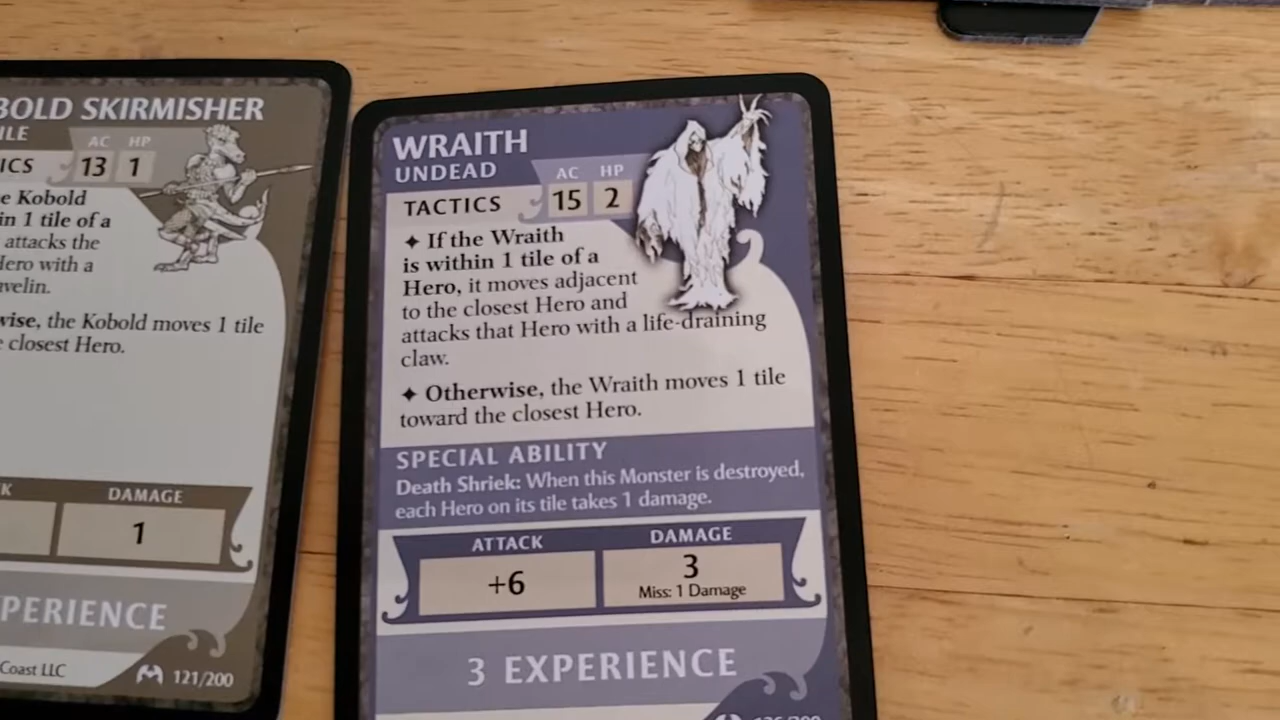 BOLD SKIRMISHER
ILE
AC HP
ICS 13 1
e Kobold
in 1 tile of a
attacks the
Hero with a
avelin.
wise, the Kobold moves 1 tile
e closest Hero.
K DAMAGE
1
PERIENCE
Coast LLC 121/200
WRAITH
UNDEAD
AC HP
TACTICS 15 2
✦ If the Wraith
is within 1 tile of a
Hero, it moves adjacent
to the closest Hero and
attacks that Hero with a life-draining
claw.
✦ Otherwise, the Wraith moves 1 tile
toward the closest Hero.
SPECIAL ABILITY
Death Shriek: When this Monster is destroyed,
each Hero on its tile takes 1 damage.
ATTACK DAMAGE
+6 3
Miss: 1 Damage
3 EXPERIENCE